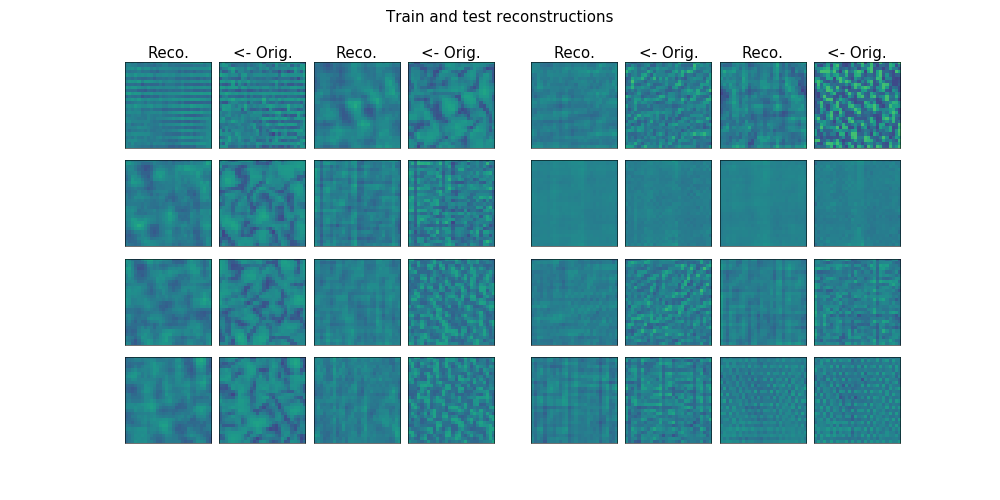 Train and test reconstructions
Reco. <- Orig. Reco. <- Orig. Reco. <- Orig. Reco. <- Orig.